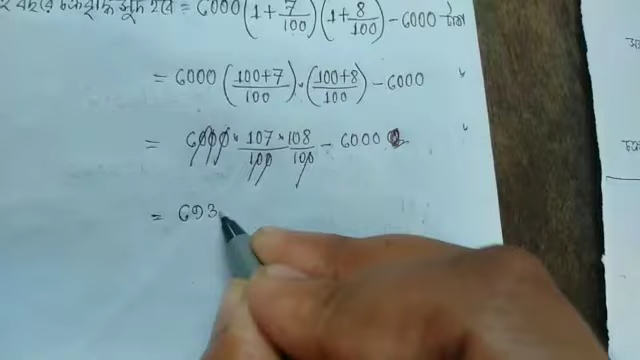 বছরে চক্রবৃদ্ধি সুদ হবে = 6000(1+7/100)(1+8/100)-6000 টাকা
= 6000(100+7/100)×(100+8/100)-6000 "
= 6000×107×108/100 100-6000 "
= 693